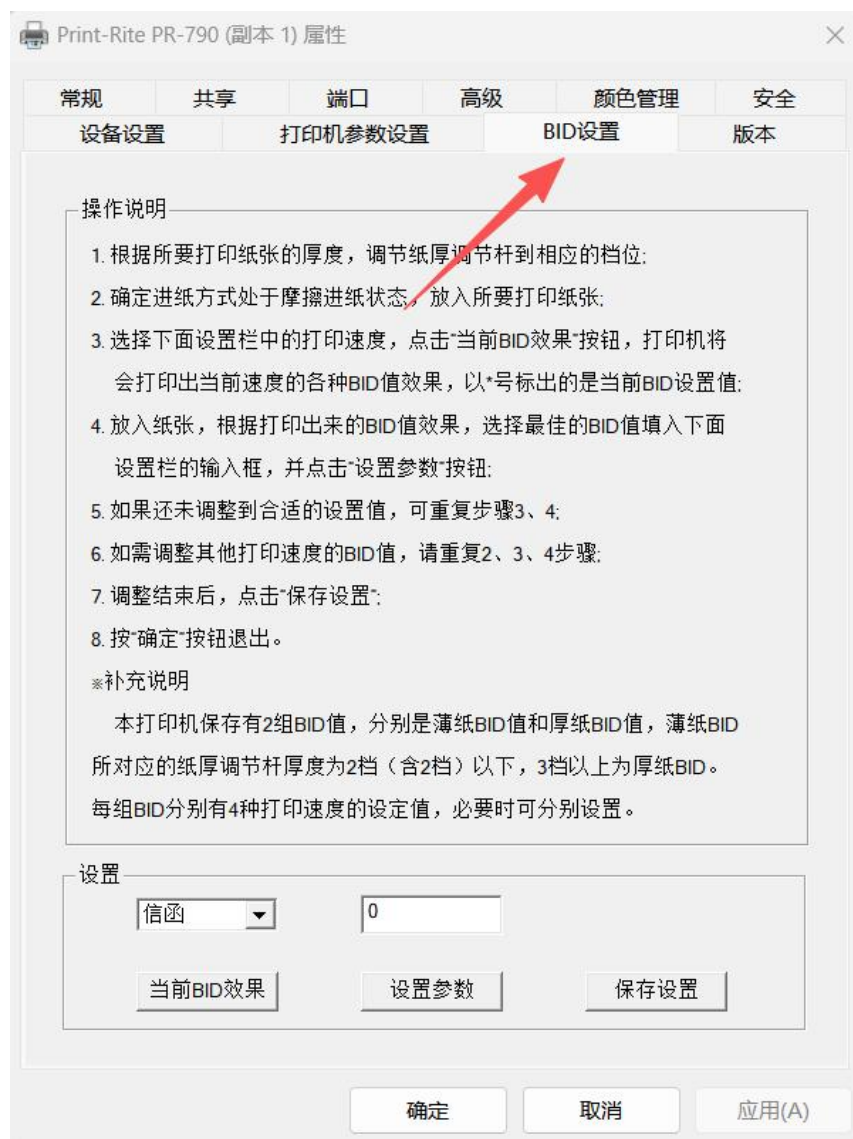 Print-Rite PR-790 (副本 1) 属性
常规 共享 端口 高级 颜色管理 安全
设备设置 打印机参数设置 BID设置 版本
操作说明
1. 根据所要打印纸张的厚度，调节纸厚调节杆到相应的档位;
2. 确定进纸方式处于摩擦进纸状态，放入所要打印纸张;
3. 选择下面设置栏中的打印速度，点击"当前BID效果"按钮，打印机将
会打印出当前速度的各种BID值效果，以*号标出的是当前BID设置值;
4. 放入纸张，根据打印出来的BID值效果，选择最佳的BID值填入下面
设置栏的输入框，并点击"设置参数"按钮;
5. 如果还未调整到合适的设置值，可重复步骤3、4;
6. 如需调整其他打印速度的BID值，请重复2、3、4步骤;
7. 调整结束后，点击"保存设置";
8. 按"确定"按钮退出。
※补充说明
本打印机保存有2组BID值，分别是薄纸BID值和厚纸BID值，薄纸BID
所对应的纸厚调节杆厚度为2档（含2档）以下，3档以上为厚纸BID。
每组BID分别有4种打印速度的设定值，必要时可分别设置。
设置
信函 0
当前BID效果 设置参数 保存设置
确定 取消 应用(A)